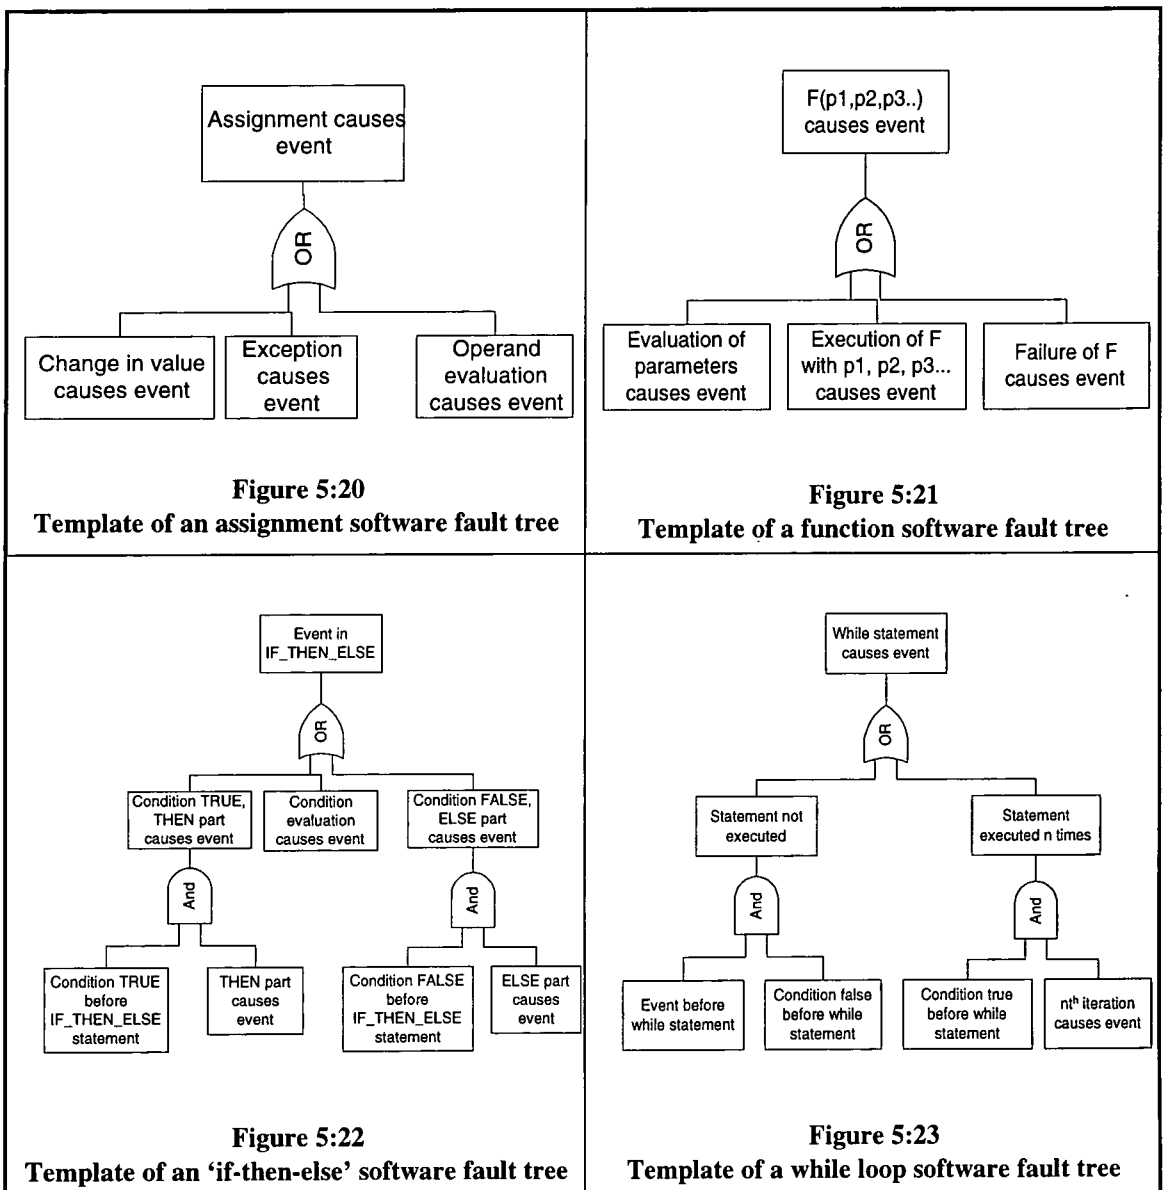 Assignment causes
event
OR
Change in value
causes event
Exception
causes
event
Operand
evaluation
causes event
Figure 5:20
Template of an assignment software fault tree
F(p1,p2,p3..)
causes event
OR
Evaluation of
parameters
causes event
Execution of F
with p1, p2, p3...
causes event
Failure of F
causes event
Figure 5:21
Template of a function software fault tree
Event in
IF_THEN_ELSE
OR
Condition TRUE,
THEN part
causes event
Condition
evaluation
causes event
Condition FALSE,
ELSE part
causes event
And
And
Condition TRUE
before
IF_THEN_ELSE
statement
THEN part
causes
event
Condition FALSE
before
IF_THEN_ELSE
statement
ELSE part
causes
event
Figure 5:22
Template of an ‘if-then-else’ software fault tree
While statement
causes event
OR
Statement not
executed
Statement
executed n times
And
And
Event before
while statement
Condition false
before while
statement
Condition true
before while
statement
nth iteration
causes event
Figure 5:23
Template of a while loop software fault tree